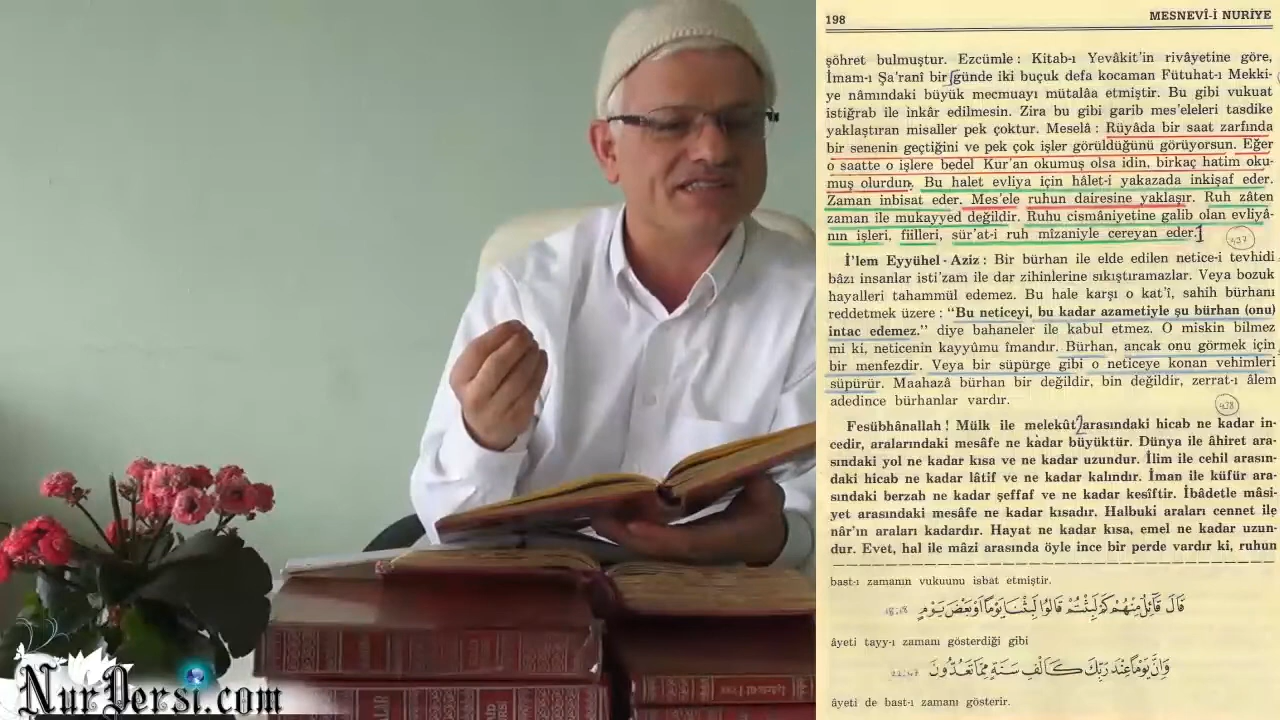 198 MESNEVÎ-İ NURİYE
şöhret bulmuştur. Ezcümle : Kitab-ı Yevâkit'in rivâyetine göre,
İmam-ı Şa'ranî bir günde iki buçuk defa kocaman Fütuhat-ı Mekki-
ye nâmındaki büyük mecmuayı mütalâa etmiştir. Bu gibi vukuat
istiğrab ile inkâr edilmesin. Zira bu gibi garib mes'eleleri tasdike
yaklaştıran misaller pek çoktur. Meselâ : Rüyâda bir saat zarfında
bir senenin geçtiğini ve pek çok işler görüldüğünü görüyorsun. Eğer
o saatte o işlere bedel Kur'an okumuş olsa idin, birkaç hatim oku-
muş olurdun. Bu halet evliya için hâlet-i yakazada inkişaf eder.
Zaman inbisat eder. Mes'ele ruhun dairesine yaklaşır. Ruh zâten
zaman ile mukayyed değildir. Ruhu cismâniyetine galib olan evliyâ-
nın işleri, fiilleri, sür'at-i ruh mîzaniyle cereyan eder.1
437
İ'lem Eyyühel - Aziz : Bir bürhan ile elde edilen netice-i tevhidi
bâzı insanlar isti'zam ile dar zihinlerine sıkıştıramazlar. Veya bozuk
hayalleri tahammül edemez. Bu hale karşı o kat'î, sahih bürhanı
reddetmek üzere : "Bu neticeyi, bu kadar azametiyle şu bürhan (onu)
intac edemez." diye bahaneler ile kabul etmez. O miskin bilmez
mi ki, neticenin kayyûmu îmandır. Bürhan, ancak onu görmek için
bir menfezdir. Veya bir süpürge gibi o neticeye konan vehimleri
süpürür. Maahazâ bürhan bir değildir, bin değildir, zerrat-ı âlem
adedince bürhanlar vardır.
438
Fesübhânallah ! Mülk ile melekût 2 arasındaki hicab ne kadar in-
cedir, aralarındaki mesâfe ne kadar büyüktür. Dünya ile âhiret ara-
sındaki yol ne kadar kısa ve ne kadar uzundur. İlim ile cehil arasın-
daki hicab ne kadar lâtif ve ne kadar kalındır. İman ile küfür ara-
sındaki berzah ne kadar şeffaf ve ne kadar kesîftir. İbâdetle mâsi-
yet arasındaki mesâfe ne kadar kısadır. Halbuki araları cennet ile
nâr'ın araları kadardır. Hayat ne kadar kısa, emel ne kadar uzun-
dur. Evet, hal ile mâzi arasında öyle ince bir perde vardır ki, ruhun
bast-ı zamanın vukuunu isbat etmiştir.
قَالَ قَائِلٌ مِنْهُمْ كَمْ لَبِثْتُمْ قَالُوا لَبِثْنَا يَوْمًا اَوْ بَعْضَ يَوْمٍ
âyeti tayy-ı zamanı gösterdiği gibi
وَاِنَّ يَوْمًا عِنْدَ رَبِّكَ كَاَلْفِ سَنَةٍ مِمَّا تَعُدُّونَ
âyeti de bast-ı zamanı gösterir.
NurDersi.com